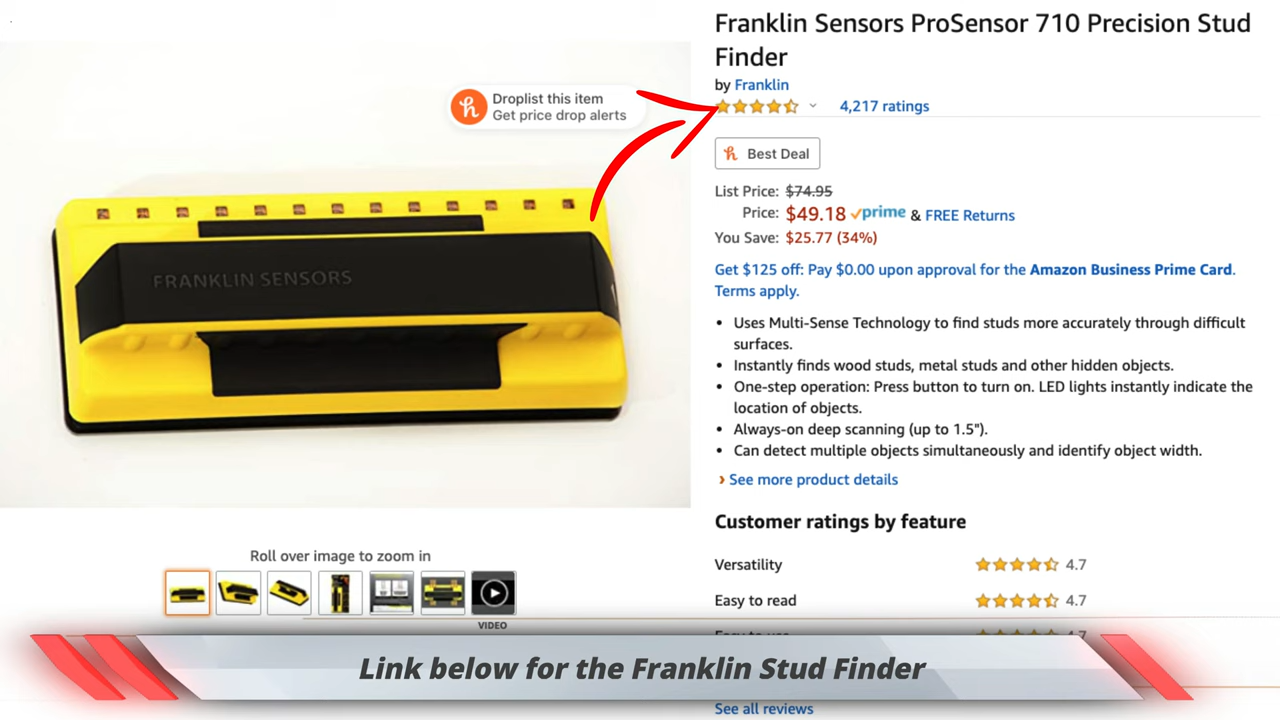 Franklin Sensors ProSensor 710 Precision Stud
Finder
by Franklin
4,217 ratings
Droplist this item
Get price drop alerts
Best Deal
List Price: $74.95
Price: $49.18 prime & FREE Returns
You Save: $25.77 (34%)
Get $125 off: Pay $0.00 upon approval for the Amazon Business Prime Card.
Terms apply.
FRANKLIN SENSORS
• Uses Multi-Sense Technology to find studs more accurately through difficult
surfaces.
• Instantly finds wood studs, metal studs and other hidden objects.
• One-step operation: Press button to turn on. LED lights instantly indicate the
location of objects.
• Always-on deep scanning (up to 1.5").
• Can detect multiple objects simultaneously and identify object width.
› See more product details
Customer ratings by feature
Roll over image to zoom in
Versatility 4.7
Easy to read 4.7
VIDEO
Link below for the Franklin Stud Finder
See all reviews